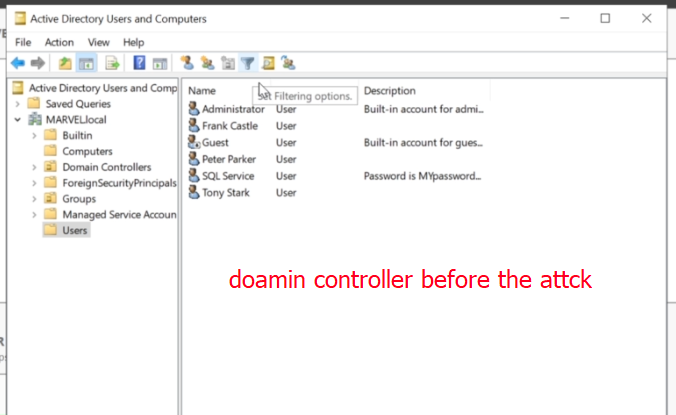 Active Directory Users and Computers
File Action View Help
Active Directory Users and Comp
Saved Queries
MARVEL.local
Builtin
Computers
Domain Controllers
ForeignSecurityPrincipals
Groups
Managed Service Accoun
Users
Name Description
Set Filtering options.
Administrator User Built-in account for admi...
Frank Castle User
Guest User Built-in account for gues...
Peter Parker User
SQL Service User Password is MYpassword...
Tony Stark User
doamin controller before the attck